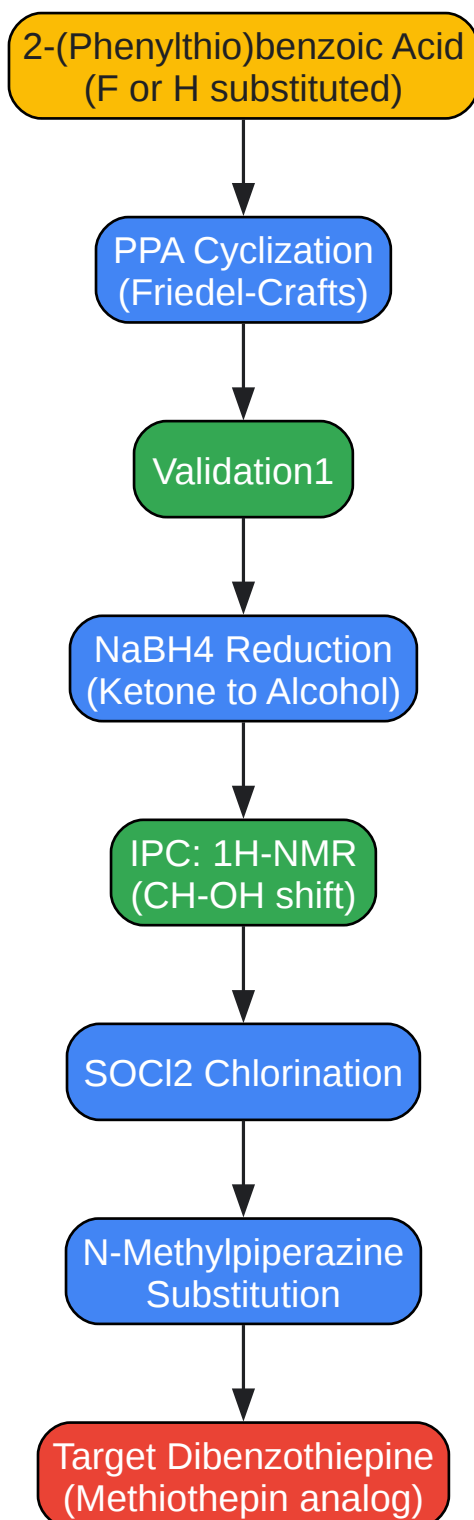 2-(Phenylthio)benzoic Acid
(F or H substituted)
PPA Cyclization
(Friedel-Crafts)
Validation1
NaBH4 Reduction
(Ketone to Alcohol)
IPC: 1H-NMR
(CH-OH shift)
SOCl2 Chlorination
N-Methylpiperazine
Substitution
Target Dibenzothiepine
(Methiothepin analog)